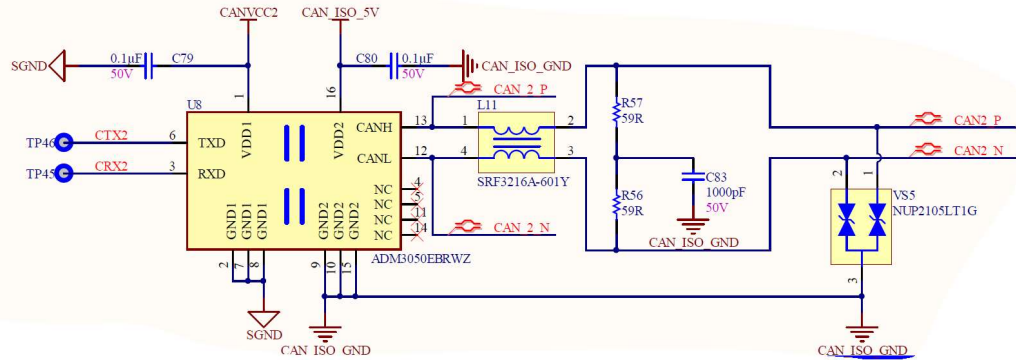 CANVCC2
CAN_ISO_5V
0.1µF
C79
50V
SGND
C80
0.1µF
50V
CAN_ISO_GND
1
16
U8
VDD1
VDD2
TP46
CTX2
6
TXD
TP45
CRX2
3
RXD
CANH
13
CANL
12
NC
4
NC
5
NC
11
NC
14
GND1
GND1
GND1
GND2
GND2
GND2
2
7
8
9
10
15
ADM3050EBRWZ
SGND
CAN_ISO_GND
CAN_2_P
L11
1
2
4
3
SRF3216A-601Y
CAN_2_N
R57
59R
R56
59R
C83
1000pF
50V
CAN_ISO_GND
CAN2_P
CAN2_N
2
1
VS5
NUP2105LT1G
3
CAN_ISO_GND